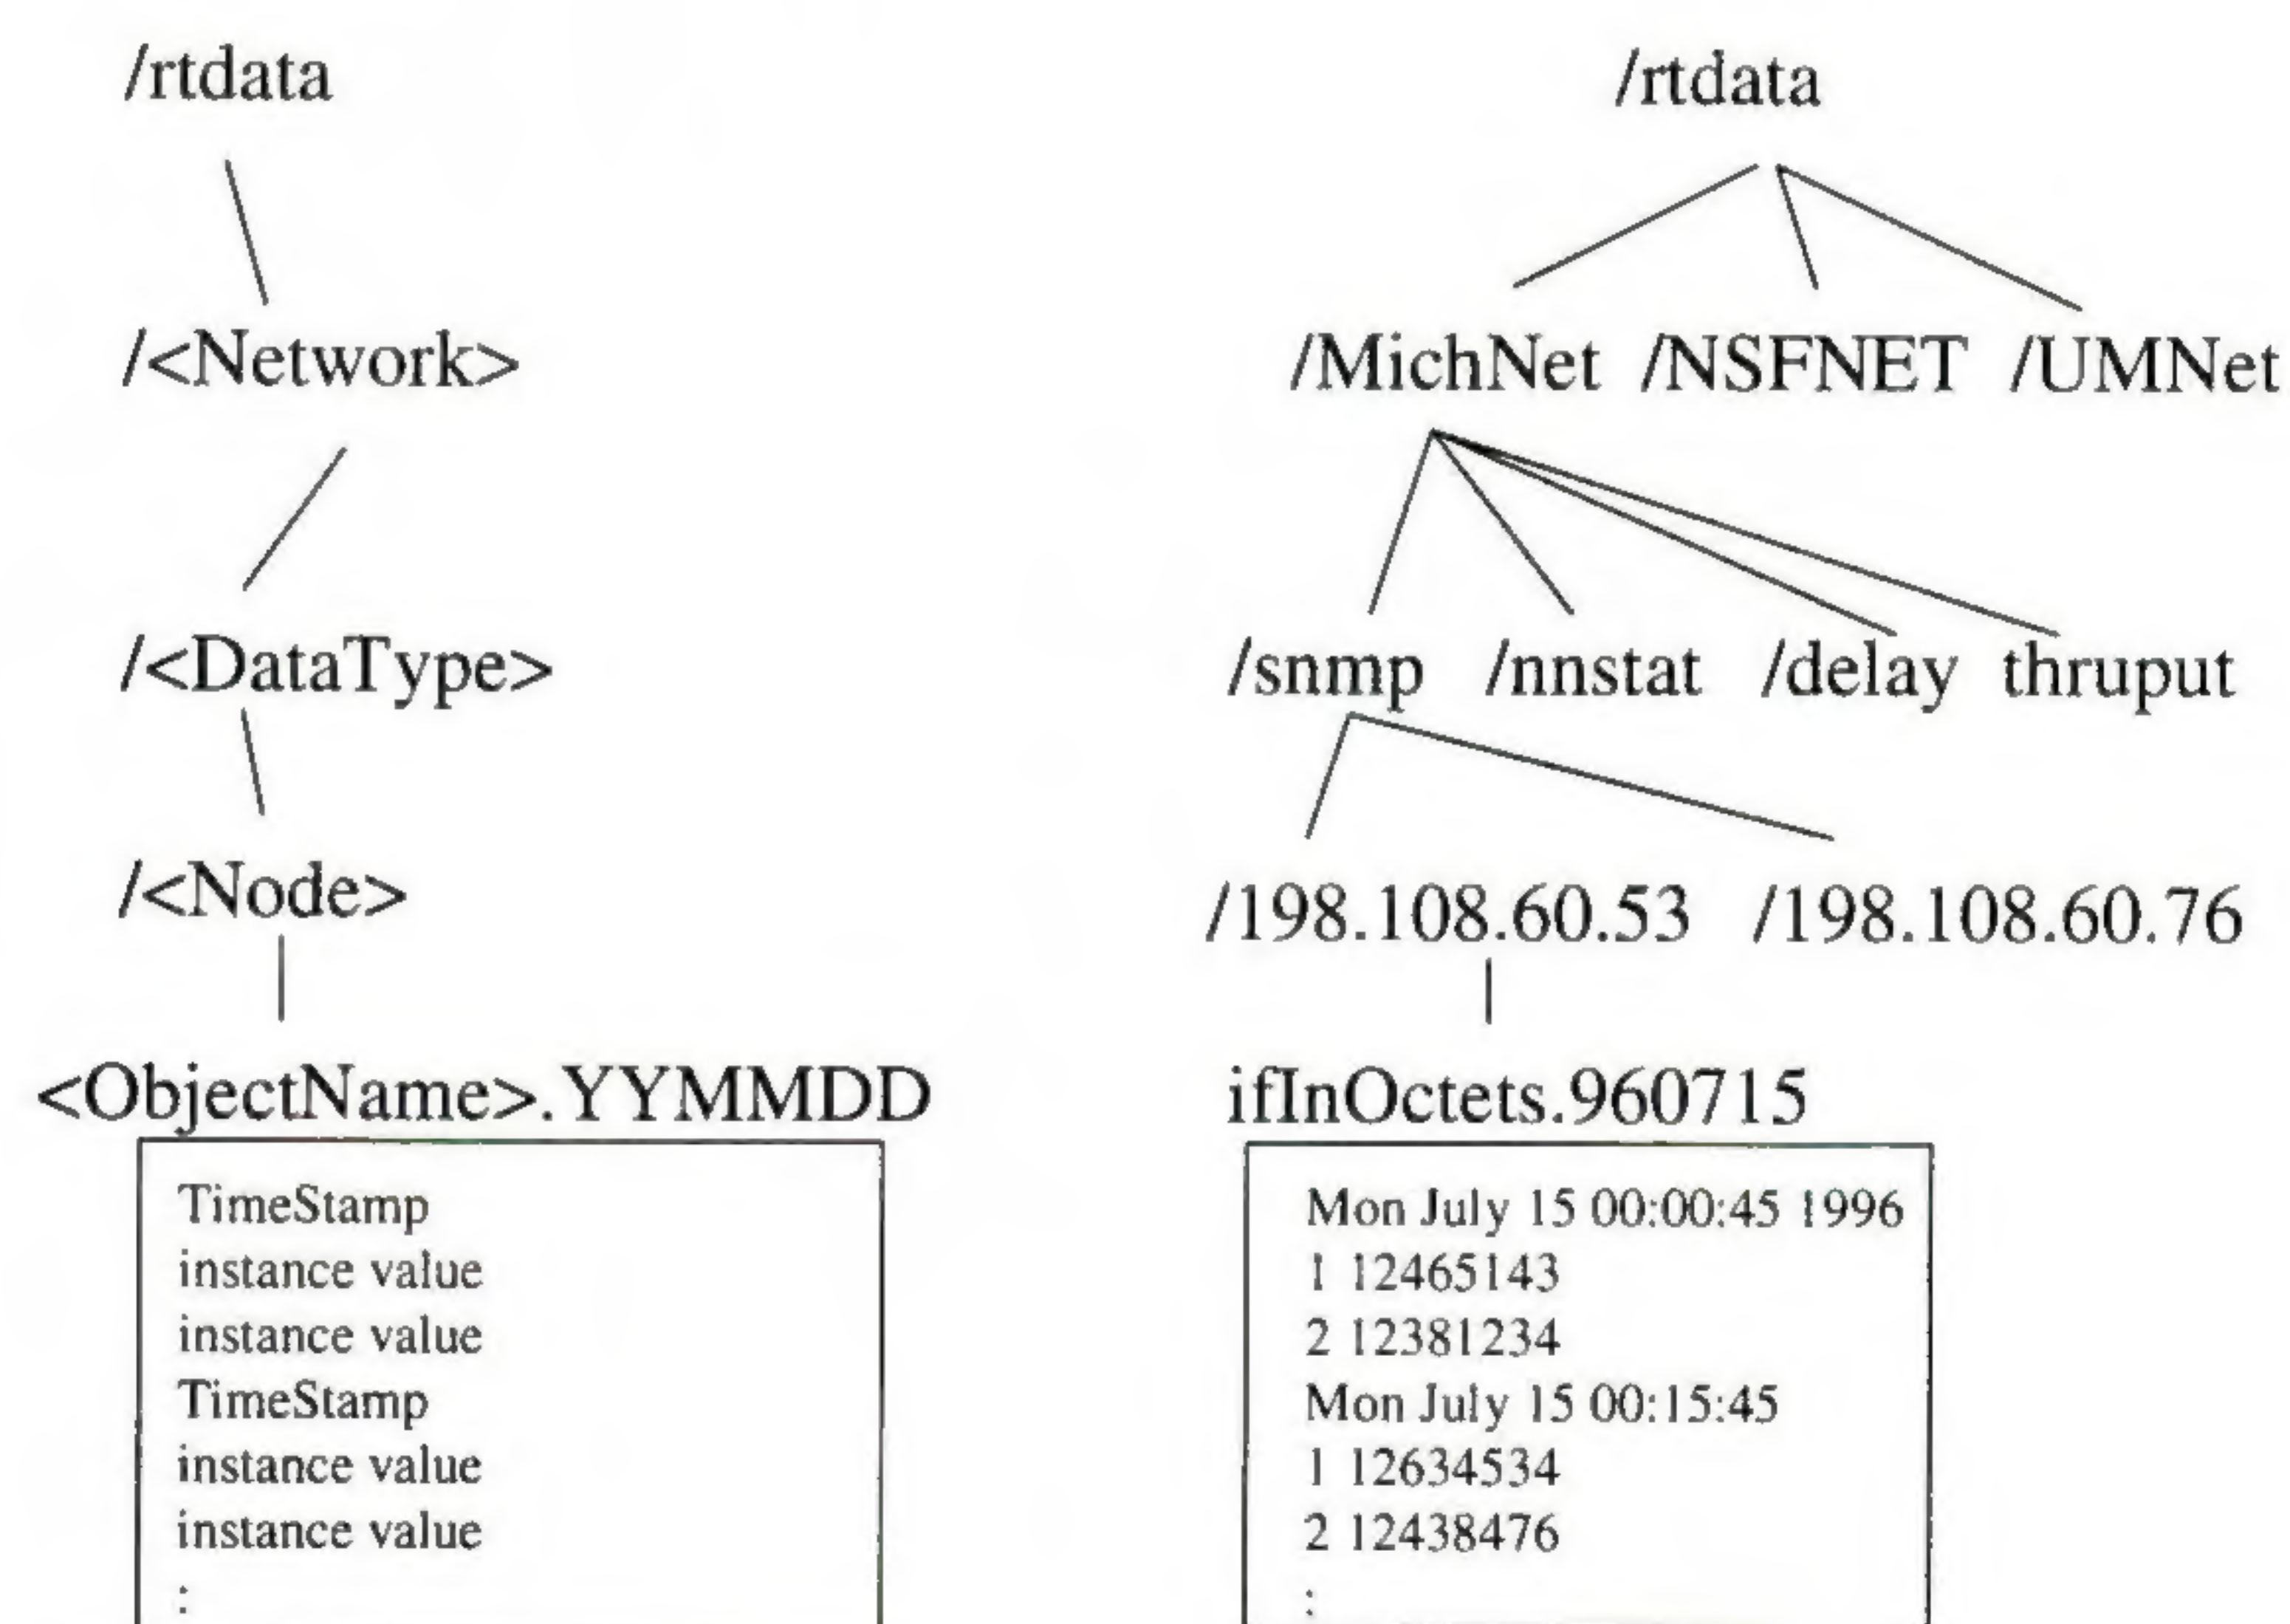 /rtdata
/<Network>
/<DataType>
/<Node>
<ObjectName>.YYMMDD
TimeStamp
instance value
instance value
TimeStamp
instance value
instance value
:
/rtdata
/MichNet /NSFNET /UMNet
/snmp /nnstat /delay thruput
/198.108.60.53 /198.108.60.76
ifInOctets.960715
Mon July 15 00:00:45 1996
1 12465143
2 12381234
Mon July 15 00:15:45
1 12634534
2 12438476
: